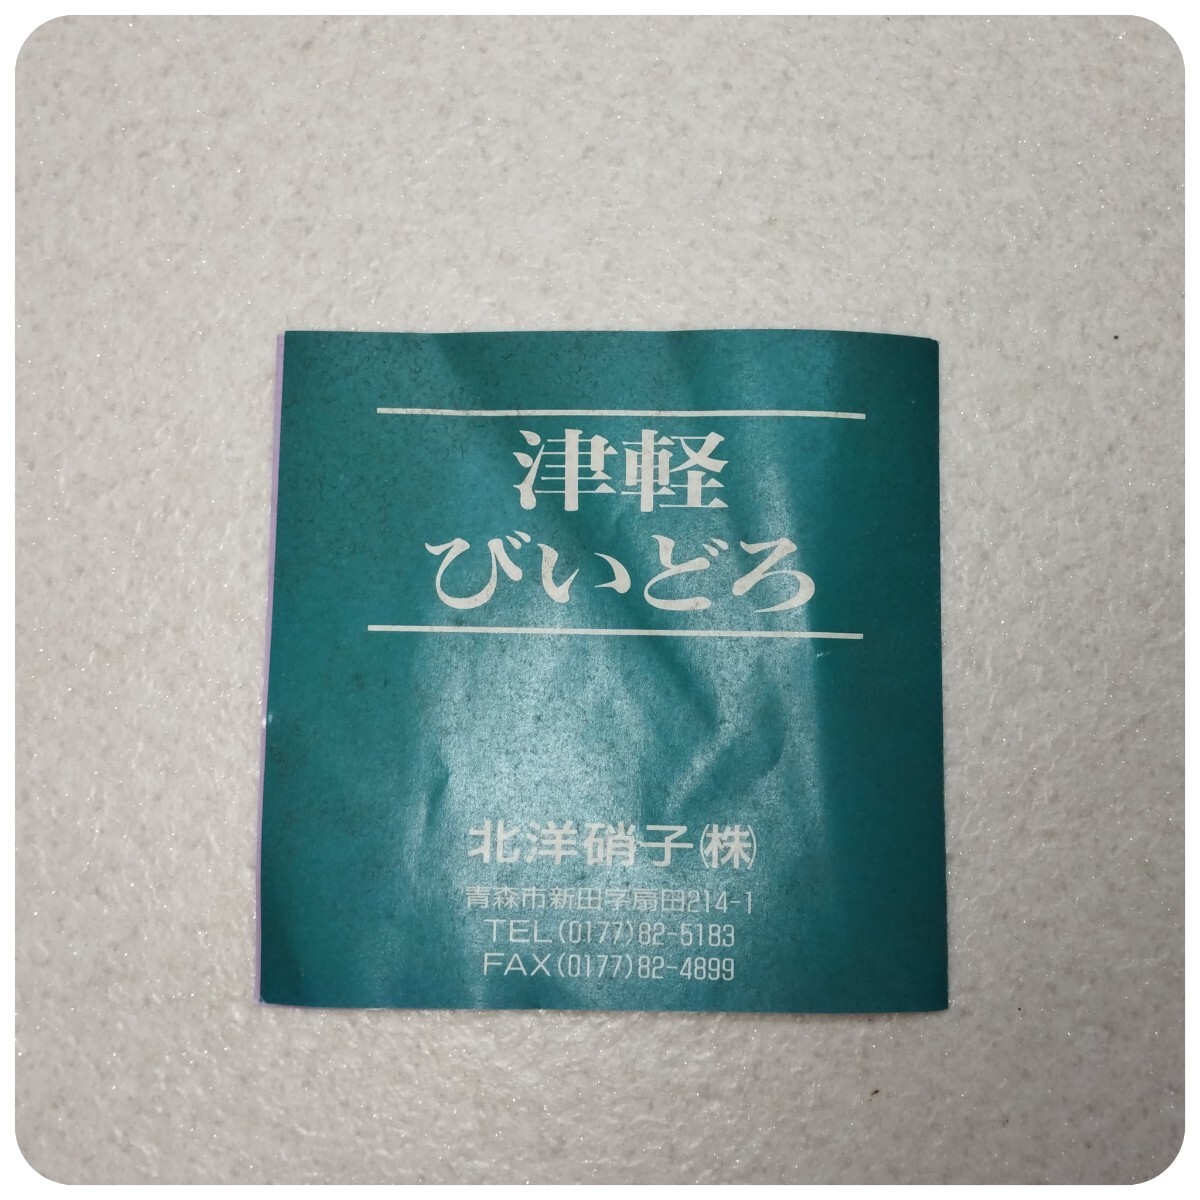 津軽
びいどろ
北洋硝子㈱
青森市新田字扇田214-1
TEL(0177)82-5183
FAX(0177)82-4899